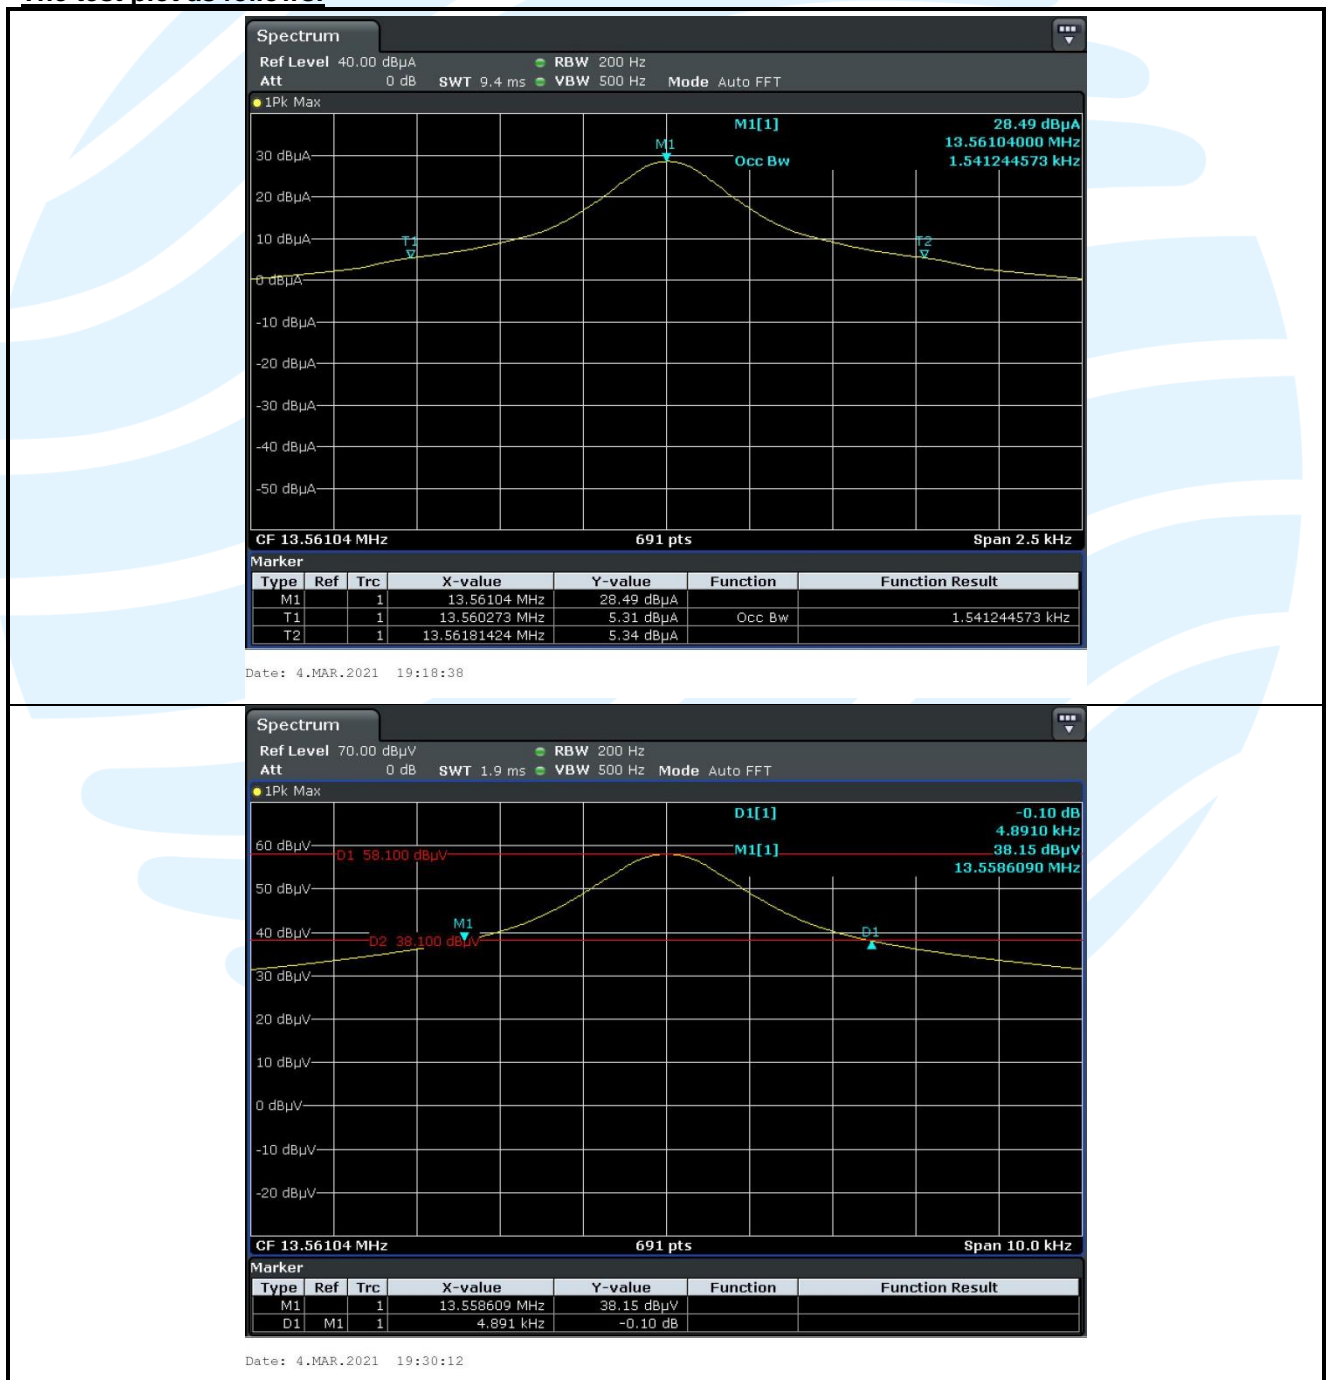 The test plot as follows:
Spectrum
Ref Level 40.00 dBµA RBW 200 Hz
Att 0 dB SWT 9.4 ms VBW 500 Hz Mode Auto FFT
1Pk Max
M1[1] 28.49 dBµA
13.56104000 MHz
Occ Bw 1.541244573 kHz
M1
30 dBµA
20 dBµA
10 dBµA
T1
T2
0 dBµA
-10 dBµA
-20 dBµA
-30 dBµA
-40 dBµA
-50 dBµA
CF 13.56104 MHz 691 pts Span 2.5 kHz
Marker
Type Ref Trc X-value Y-value Function Function Result
M1 1 13.56104 MHz 28.49 dBµA
T1 1 13.560273 MHz 5.31 dBµA Occ Bw 1.541244573 kHz
T2 1 13.56181424 MHz 5.34 dBµA
Date: 4.MAR.2021 19:18:38
Spectrum
Ref Level 70.00 dBµV RBW 200 Hz
Att 0 dB SWT 1.9 ms VBW 500 Hz Mode Auto FFT
1Pk Max
D1[1] -0.10 dB
4.8910 kHz
M1[1] 38.15 dBµV
13.5586090 MHz
60 dBµV
D1 58.100 dBµV
50 dBµV
M1
40 dBµV
D1
D2 38.100 dBµV
30 dBµV
20 dBµV
10 dBµV
0 dBµV
-10 dBµV
-20 dBµV
CF 13.56104 MHz 691 pts Span 10.0 kHz
Marker
Type Ref Trc X-value Y-value Function Function Result
M1 1 13.558609 MHz 38.15 dBµV
D1 M1 1 4.891 kHz -0.10 dB
Date: 4.MAR.2021 19:30:12